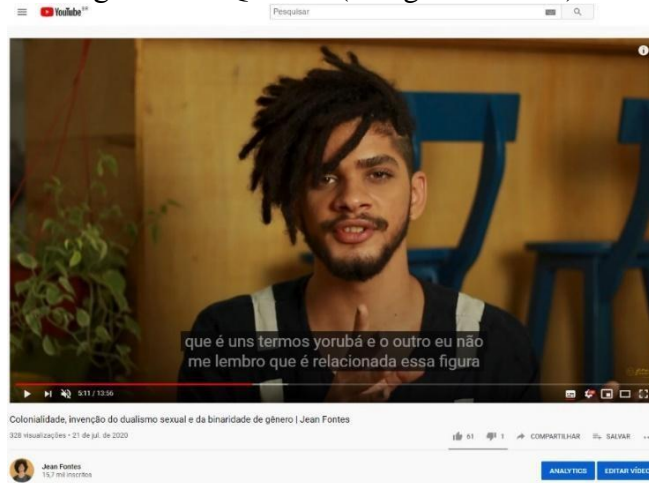 YouTube BR
Pesquisar
que é uns termos yorubá e o outro eu não
me lembro que é relacionada essa figura
5:11 / 13:56
Colonialidade, invenção do dualismo sexual e da binaridade de gênero | Jean Fontes
328 visualizações • 21 de jul. de 2020
61 1 COMPARTILHAR SALVAR
Jean Fontes
15,7 mil inscritos
ANALYTICS EDITAR VÍDEO